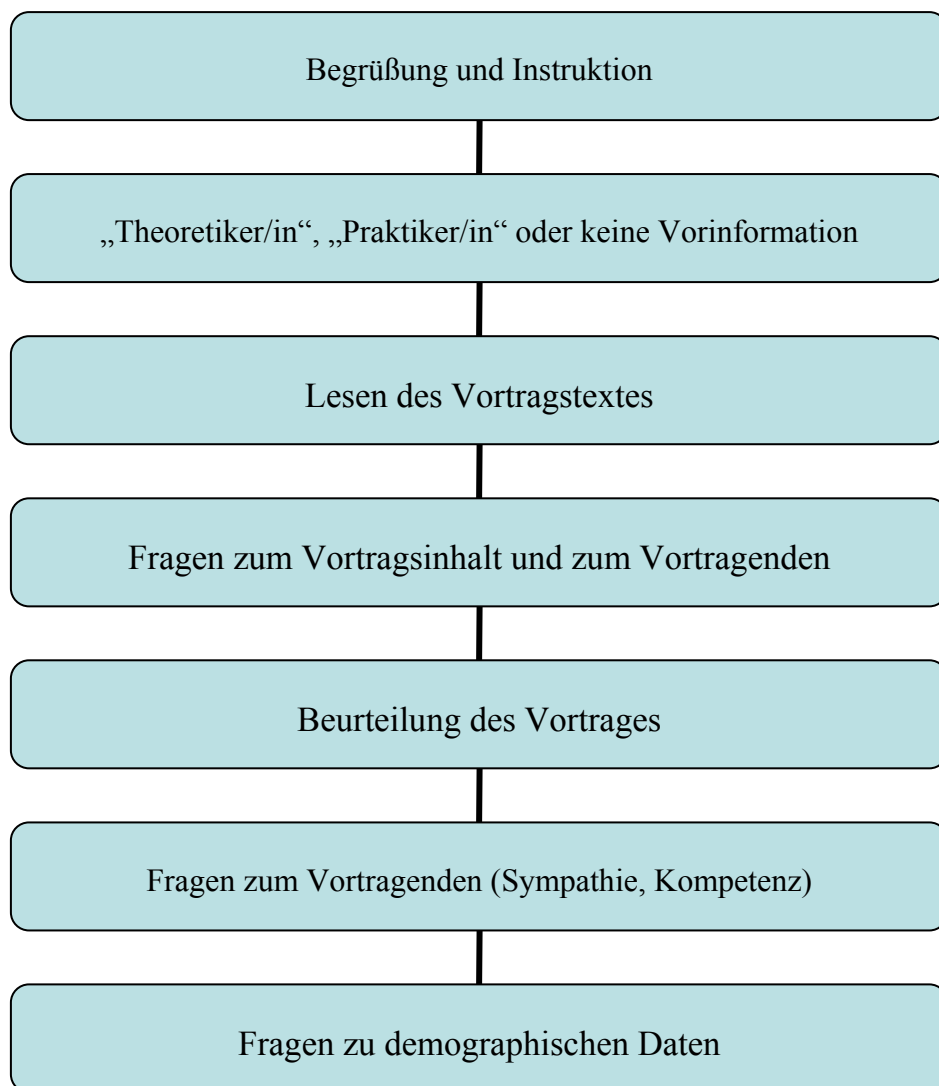 Begrüßung und Instruktion
„Theoretiker/in“, „Praktiker/in“ oder keine Vorinformation
Lesen des Vortragstextes
Fragen zum Vortragsinhalt und zum Vortragenden
Beurteilung des Vortrages
Fragen zum Vortragenden (Sympathie, Kompetenz)
Fragen zu demographischen Daten